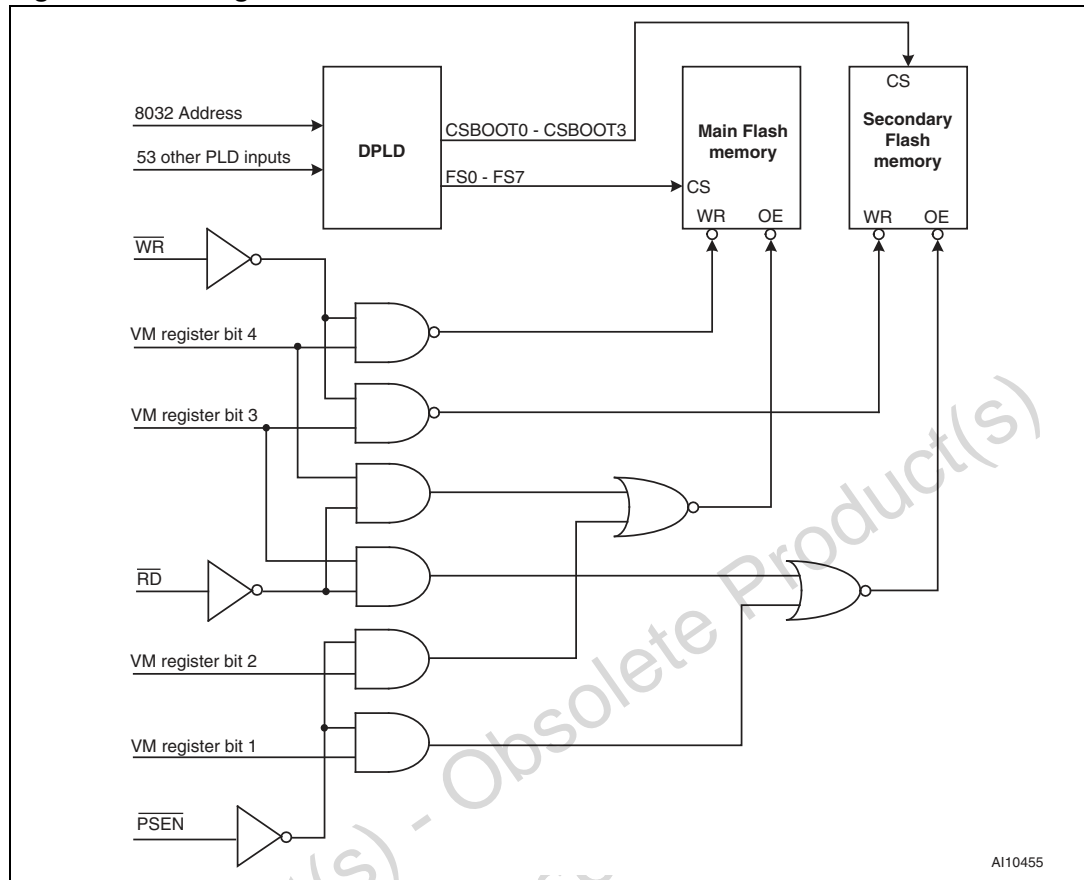 8032 Address
53 other PLD inputs
DPLD
CSBOOT0 - CSBOOT3
FS0 - FS7
Main Flash
memory
CS
WR OE
CS
Secondary
Flash
memory
WR OE
WR
VM register bit 4
VM register bit 3
RD
VM register bit 2
VM register bit 1
PSEN
(s) - Obsolete Product(s)
AI10455